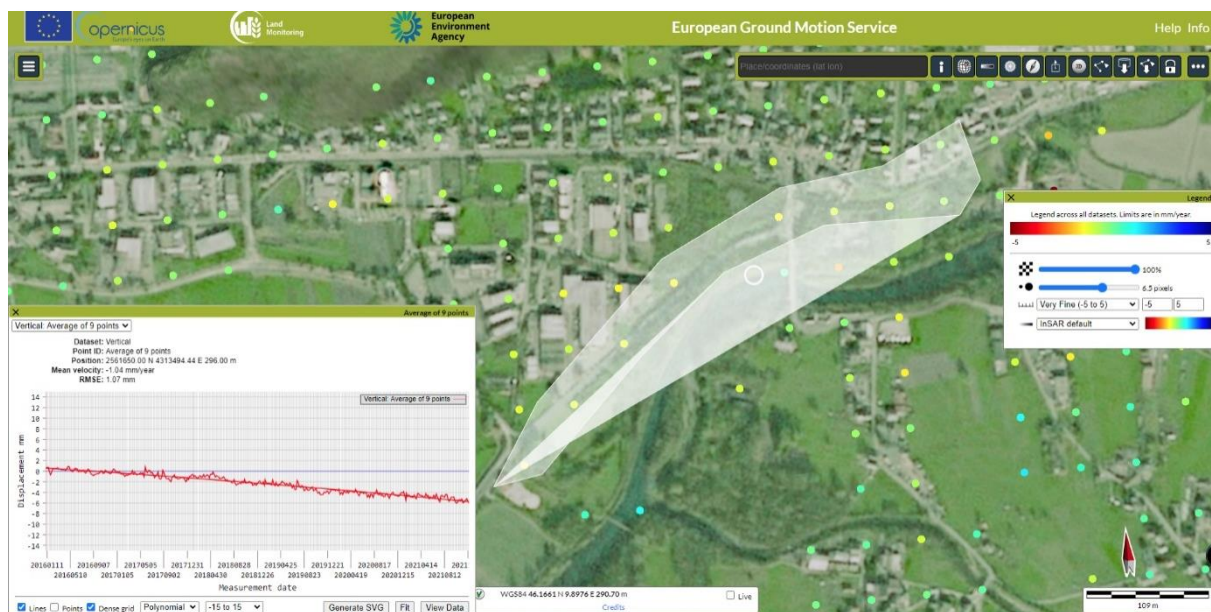 opernicus
Europe's eyes on Earth
Land
Monitoring
European
Environment
Agency
European Ground Motion Service
Help Info
Place/coordinates (lat lnn)
Legend
Legend across all datasets. Limits are in mm/year.
-5 5
100%
6.5 pixels
Very Fine (-5 to 5) -5 5
InSAR default
Average of 9 points
Vertical: Average of 9 points
Dataset: Vertical
Point ID: Average of 9 points
Position: 2561650.00 N 4313494.44 E 296.00 m
Mean velocity: -1.04 mm/year
RMSE: 1.07 mm
Vertical: Average of 9 points
14
12
10
8
6
4
2
0
-2
-4
-6
-8
-10
-12
-14
Displacement mm
20160111 20160907 20170505 20171231 20180828 20190425 20191221 20200817 20210414 2021
20160510 20170105 20170902 20180430 20181226 20190823 20200419 20201215 20210812
Measurement date
Lines Points Dense grid Polynomial -15 to 15 Generate SVG Fit View Data
WGS84 46.1661 N 9.8976 E 290.70 m Live
Credits
109 m